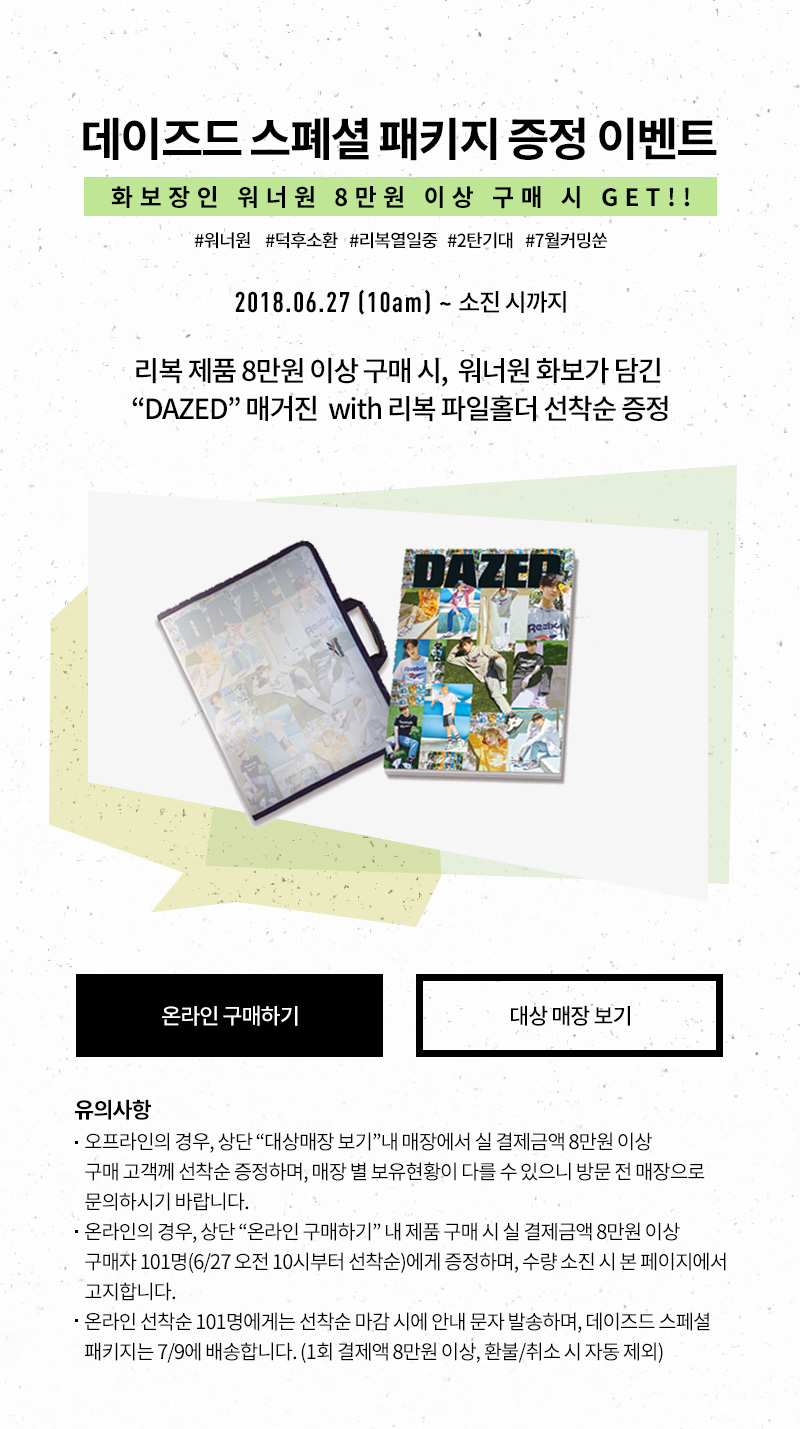 데이즈드 스폐셜 패키지 증정 이벤트
화보장인 워너원 8만원 이상 구매 시 GET!!
#워너원 #덕후소환 #리복열일중 #2탄기대 #7월커밍쑨
2018.06.27 (10am) ~ 소진 시까지
리복 제품 8만원 이상 구매 시, 워너원 화보가 담긴
“DAZED” 매거진 with 리복 파일홀더 선착순 증정
DAZED
DAZED
Reebok
Reebok
온라인 구매하기
대상 매장 보기
유의사항
· 오프라인의 경우, 상단 “대상매장 보기”내 매장에서 실 결제금액 8만원 이상
구매 고객께 선착순 증정하며, 매장 별 보유현황이 다를 수 있으니 방문 전 매장으로
문의하시기 바랍니다.
· 온라인의 경우, 상단 “온라인 구매하기” 내 제품 구매 시 실 결제금액 8만원 이상
구매자 101명(6/27 오전 10시부터 선착순)에게 증정하며, 수량 소진 시 본 페이지에서
고지합니다.
· 온라인 선착순 101명에게는 선착순 마감 시에 안내 문자 발송하며, 데이즈드 스페셜
패키지는 7/9에 배송합니다. (1회 결제액 8만원 이상, 환불/취소 시 자동 제외)